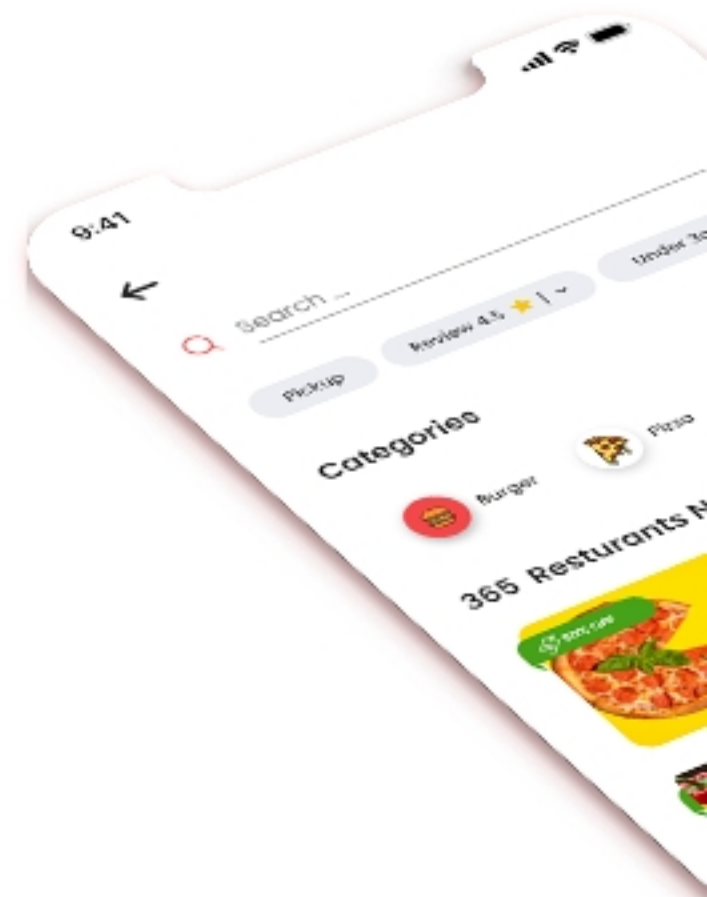 9:41
Search ...
Pickup
Review 4.5 |
Under
Categories
Burger
Pizza
365 Resturants